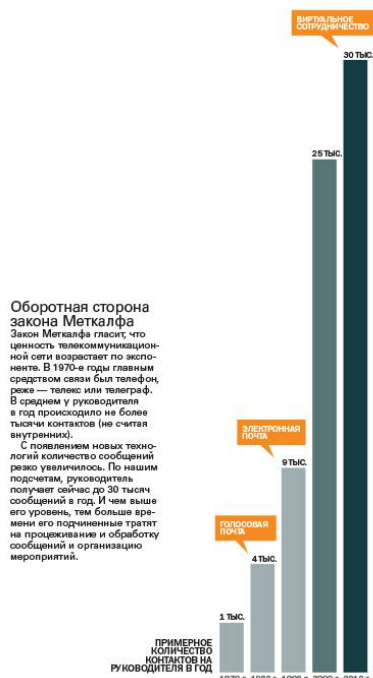 ВИРТУАЛЬНОЕ
СОТРУДНИЧЕСТВО
30 ТЫС.
25 ТЫС.
Оборотная сторона
закона Меткалфа
Закон Меткалфа гласит, что
ценность телекоммуникацион-
ной сети возрастает по экспо-
ненте. В 1970-е годы главным
средством связи был телефон,
реже — телекс или телеграф.
В среднем у руководителя
в год происходило не более
тысячи контактов (не считая
внутренних).
С появлением новых техно-
логий количество сообщений
резко увеличилось. По нашим
подсчетам, руководитель
получает сейчас до 30 тысяч
сообщений в год. И чем выше
его уровень, тем больше вре-
мени его подчиненные тратят
на процеживание и обработку
сообщений и организацию
мероприятий.
ЭЛЕКТРОННАЯ
ПОЧТА
9 ТЫС.
ГОЛОСОВАЯ
ПОЧТА
4 ТЫС.
1 ТЫС.
ПРИМЕРНОЕ
КОЛИЧЕСТВО
КОНТАКТОВ НА
РУКОВОДИТЕЛЯ В ГОД